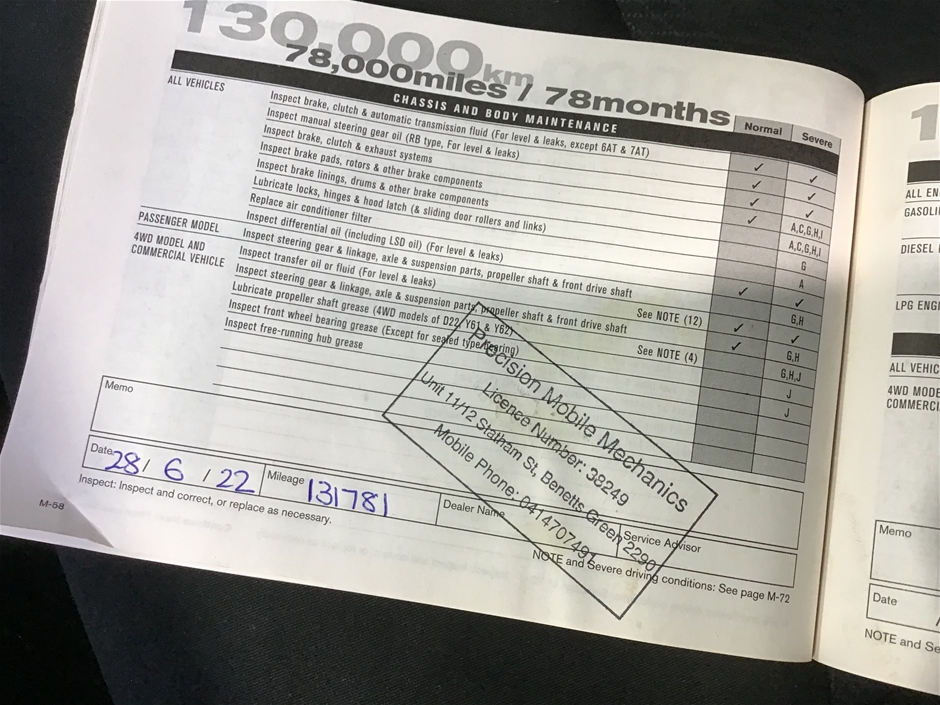 130,000km
78,000miles / 78months
CHASSIS AND BODY MAINTENANCE
Normal
Severe
ALL VEHICLES
Inspect brake, clutch & automatic transmission fluid (For level & leaks, except 6AT & 7AT)
Inspect manual steering gear oil (RB type, For level & leaks)
Inspect brake, clutch & exhaust systems
Inspect brake pads, rotors & other brake components
Inspect brake linings, drums & other brake components
Lubricate locks, hinges & hood latch (& sliding door rollers and links)
Replace air conditioner filter
PASSENGER MODEL
Inspect differential oil (including LSD oil) (For level & leaks)
Inspect steering gear & linkage, axle & suspension parts, propeller shaft & front drive shaft
4WD MODEL AND
COMMERCIAL VEHICLE
Inspect transfer oil or fluid (For level & leaks)
Inspect steering gear & linkage, axle & suspension parts, propeller shaft & front drive shaft
Lubricate propeller shaft grease (4WD models of D22, Y61 & Y62)
Inspect front wheel bearing grease (Except for sealed type bearing)
Inspect free-running hub grease
See NOTE (12)
See NOTE (4)
✓ ✓
✓ ✓
✓ ✓
✓ A,C,G,H,I
A,C,G,H,I
G
A
✓ ✓
G,H
✓ ✓
✓ G,H
G,H,J
J
J
Precision Mobile Mechanics
Licence Number: 38249
Unit 11/12 Statham St, Benetts Green 2290
Mobile Phone: 0414707491
Memo
Date 28/ 6 / 22
Mileage 131781
Dealer Name
Service Advisor
Inspect: Inspect and correct, or replace as necessary.
NOTE and Severe driving conditions: See page M-72
M-58
1
ALL EN
GASOLI
DIESEL
LPG ENG
ALL VEHIC
4WD MODE
COMMERCI
Memo
Date /
NOTE and Se